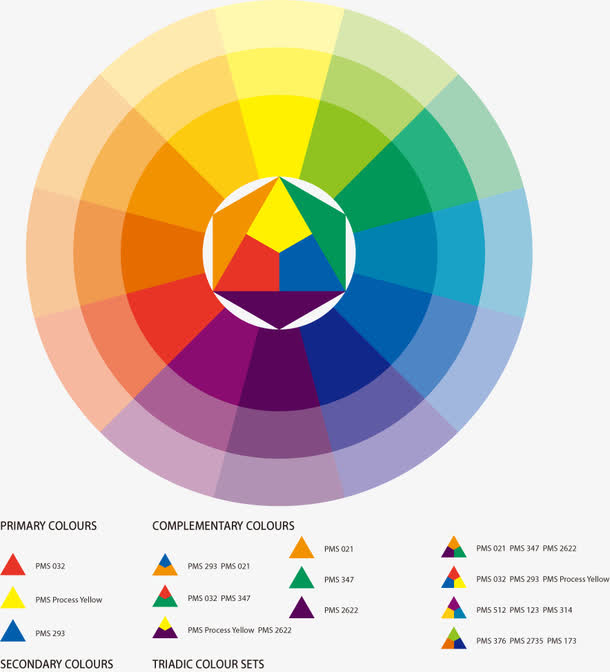 PRIMARY COLOURS
PMS 032
PMS Process Yellow
PMS 293
SECONDARY COLOURS
COMPLEMENTARY COLOURS
PMS 293 PMS 021
PMS 032 PMS 347
PMS Process Yellow PMS 2622
TRIADIC COLOUR SETS
PMS 021
PMS 347
PMS 2622
PMS 021 PMS 347 PMS 2622
PMS 032 PMS 293 PMS Process Yellow
PMS 512 PMS 123 PMS 314
PMS 376 PMS 2735 PMS 173